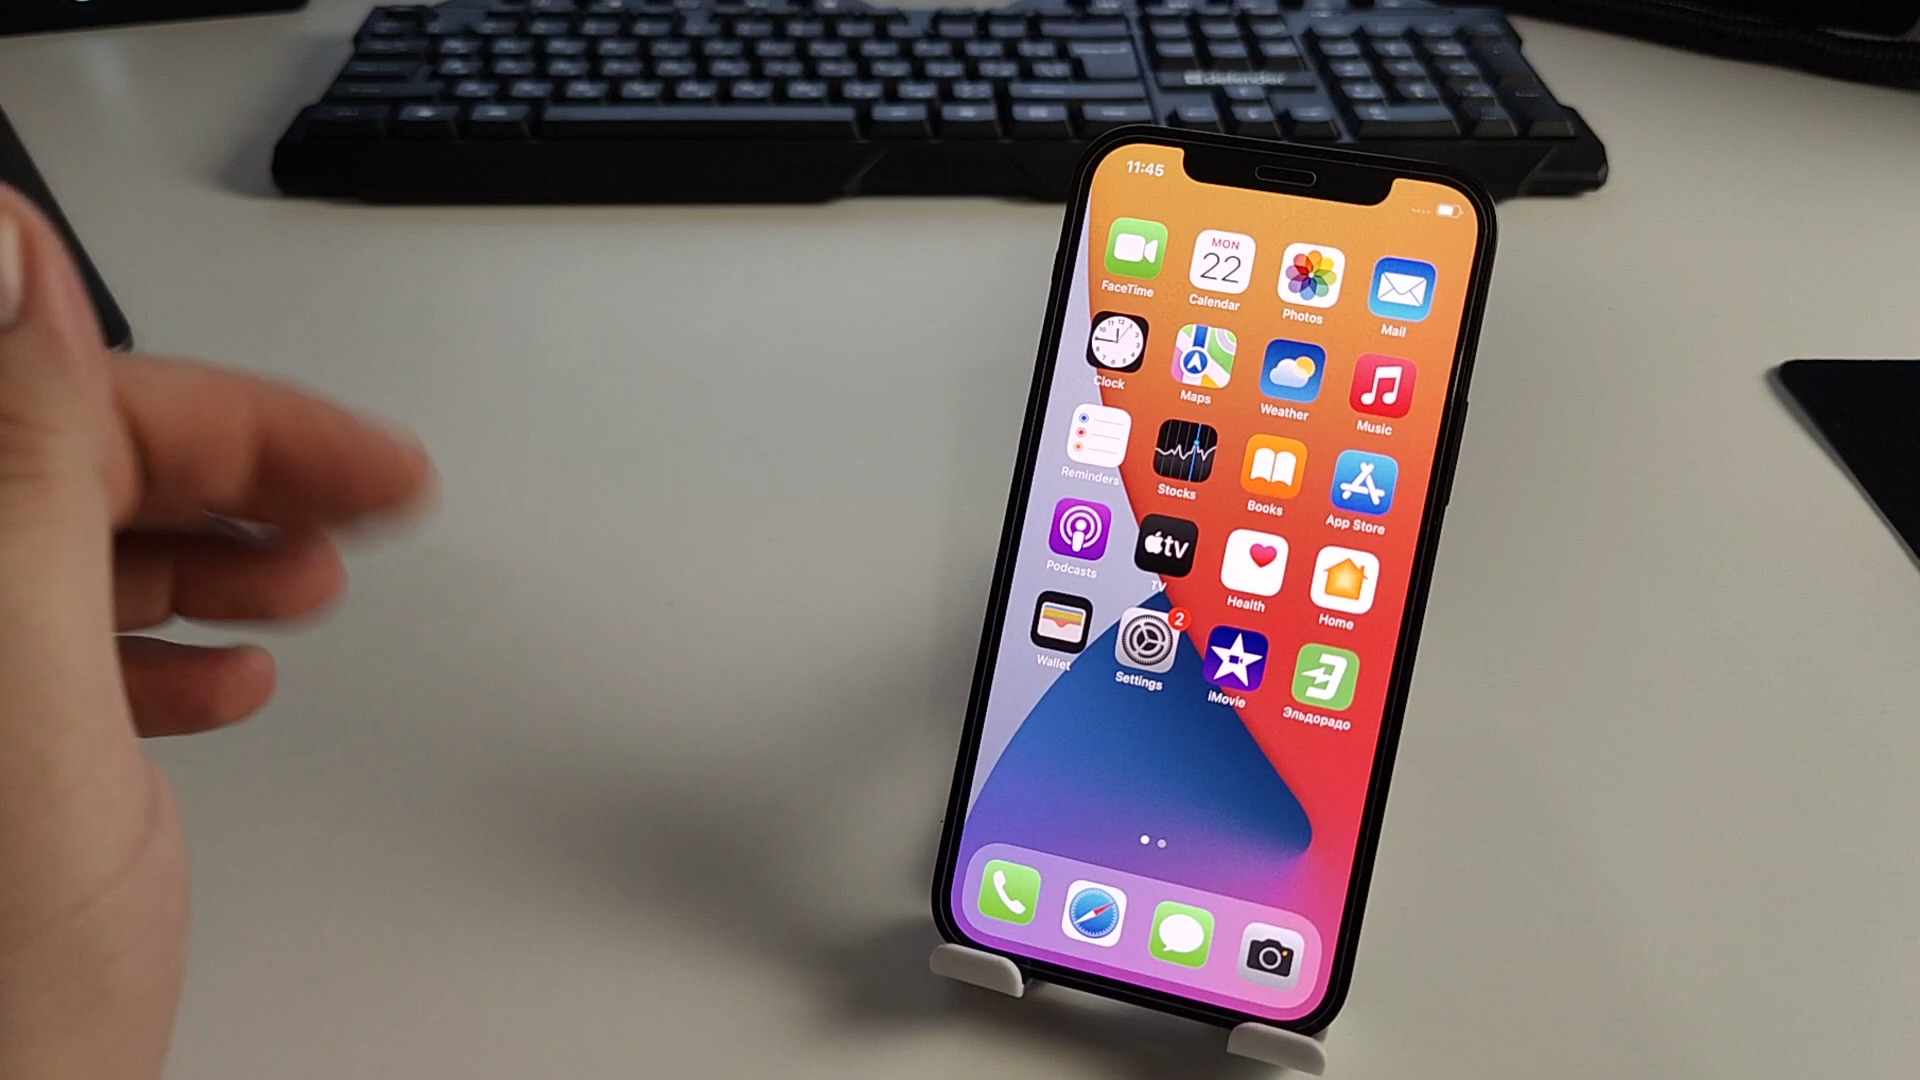 defender
11:45
MON
22
FaceTime
Calendar
Photos
Mail
Clock
Maps
Weather
Music
Reminders
Stocks
Books
App Store
Podcasts
tv
TV
Health
Home
2
Wallet
Settings
iMovie
Эльдорадо